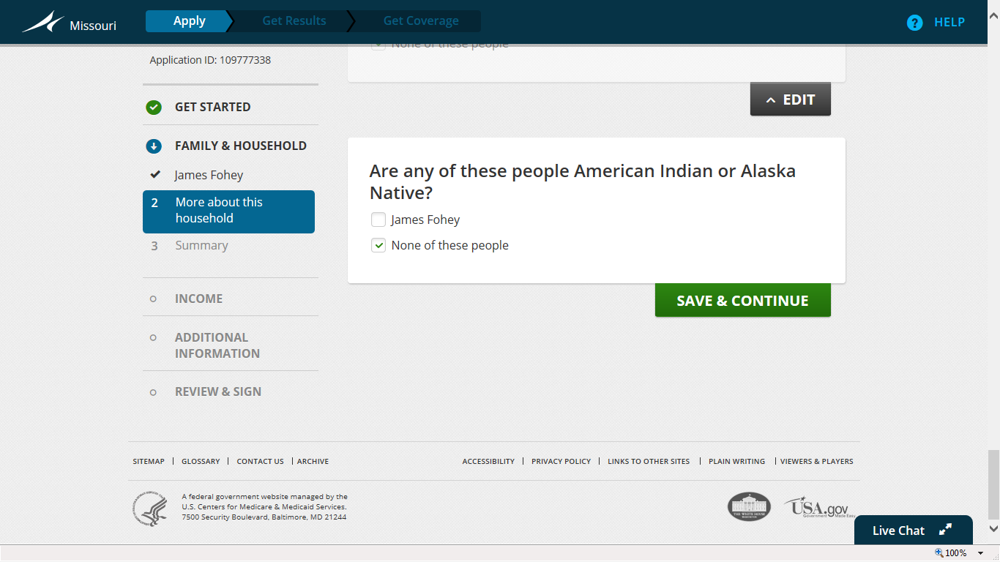 Missouri
Apply
Get Results
Get Coverage
? HELP
Application ID: 109777338
None of these people
EDIT
GET STARTED
FAMILY & HOUSEHOLD
James Fohey
2 More about this
household
3 Summary
INCOME
ADDITIONAL
INFORMATION
REVIEW & SIGN
Are any of these people American Indian or Alaska
Native?
James Fohey
None of these people
SAVE & CONTINUE
SITEMAP | GLOSSARY | CONTACT US | ARCHIVE
ACCESSIBILITY | PRIVACY POLICY | LINKS TO OTHER SITES | PLAIN WRITING | VIEWERS & PLAYERS
A federal government website managed by the
U.S. Centers for Medicare & Medicaid Services.
7500 Security Boulevard, Baltimore, MD 21244
THE WHITE HOUSE
USA.gov
Government Made Easy
Live Chat
100%